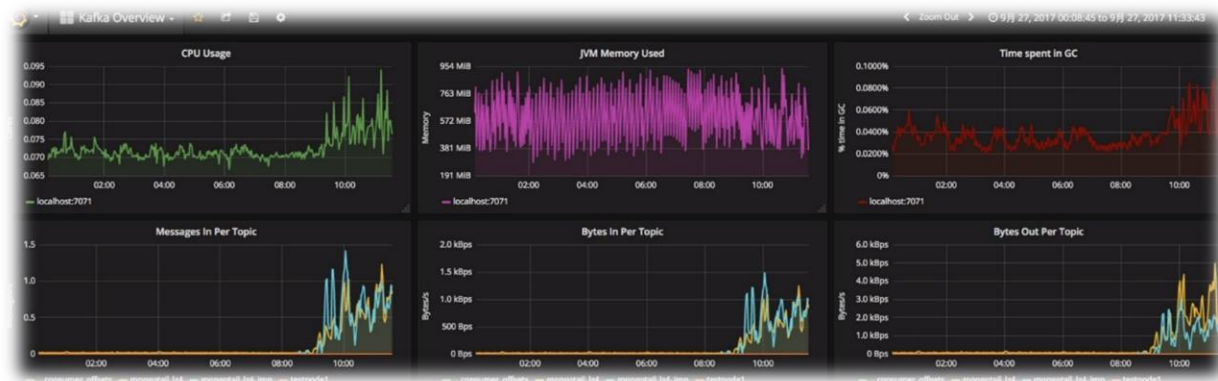 Kafka Overview
Zoom Out 9月 27, 2017 00:08:45 to 9月 27, 2017 11:33:43
CPU Usage
0.095
0.090
0.085
0.080
0.075
0.070
0.065
02:00 04:00 06:00 08:00 10:00
localhost:7071
JVM Memory Used
Memory
954 MiB
763 MiB
572 MiB
381 MiB
191 MiB
02:00 04:00 06:00 08:00 10:00
localhost:7071
Time spent in GC
% time in GC
0.1000%
0.0800%
0.0600%
0.0400%
0.0200%
0%
02:00 04:00 06:00 08:00 10:00
localhost:7071
Messages In Per Topic
1.5
1.0
0.5
0
02:00 04:00 06:00 08:00 10:00
Bytes In Per Topic
Bytes/s
2.0 kBps
1.5 kBps
1.0 kBps
500 Bps
0 Bps
02:00 04:00 06:00 08:00 10:00
Bytes Out Per Topic
Bytes/s
6.0 kBps
5.0 kBps
4.0 kBps
3.0 kBps
2.0 kBps
1.0 kBps
0 Bps
02:00 04:00 06:00 08:00 10:00